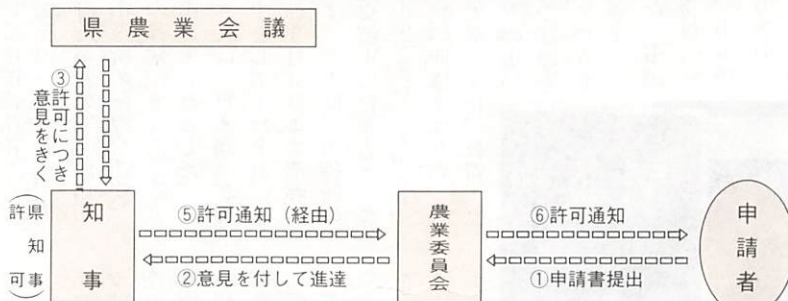 県農業会議
③許可につき
意見をきく
(県知事
許可)
知事
⑤許可通知（経由）
②意見を付して進達
農業委員会
⑥許可通知
①申請書提出
申請者